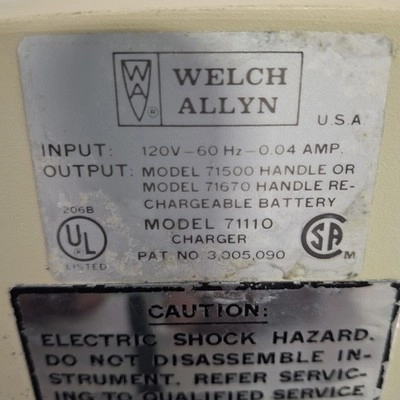 W
WA
®
WELCH
ALLYN
U.S.A
INPUT: 120V-60 Hz-0.04 AMP.
OUTPUT: MODEL 71500 HANDLE OR
MODEL 71670 HANDLE RE-
CHARGEABLE BATTERY
206B
UL
LISTED
MODEL 71110
CHARGER
PAT NO 3,005,090
SA
M
CAUTION:
ELECTRIC SHOCK HAZARD.
DO NOT DISASSEMBLE IN-
STRUMENT. REFER SERVIC-
ING TO QUALIFIED SERVICE